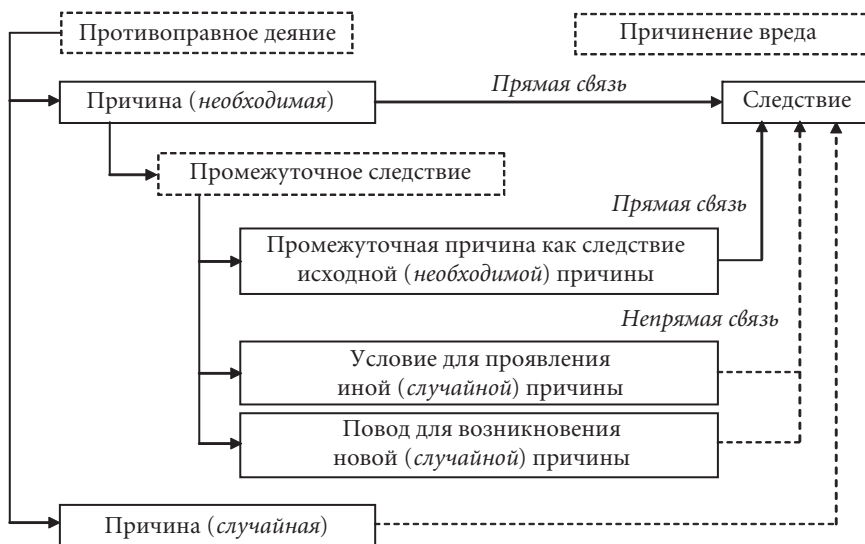 Противоправное деяние
Причинение вреда
Причина (необходимая)
Прямая связь
Следствие
Промежуточное следствие
Прямая связь
Промежуточная причина как следствие
исходной (необходимой) причины
Непрямая связь
Условие для проявления
иной (случайной) причины
Повод для возникновения
новой (случайной) причины
Причина (случайная)